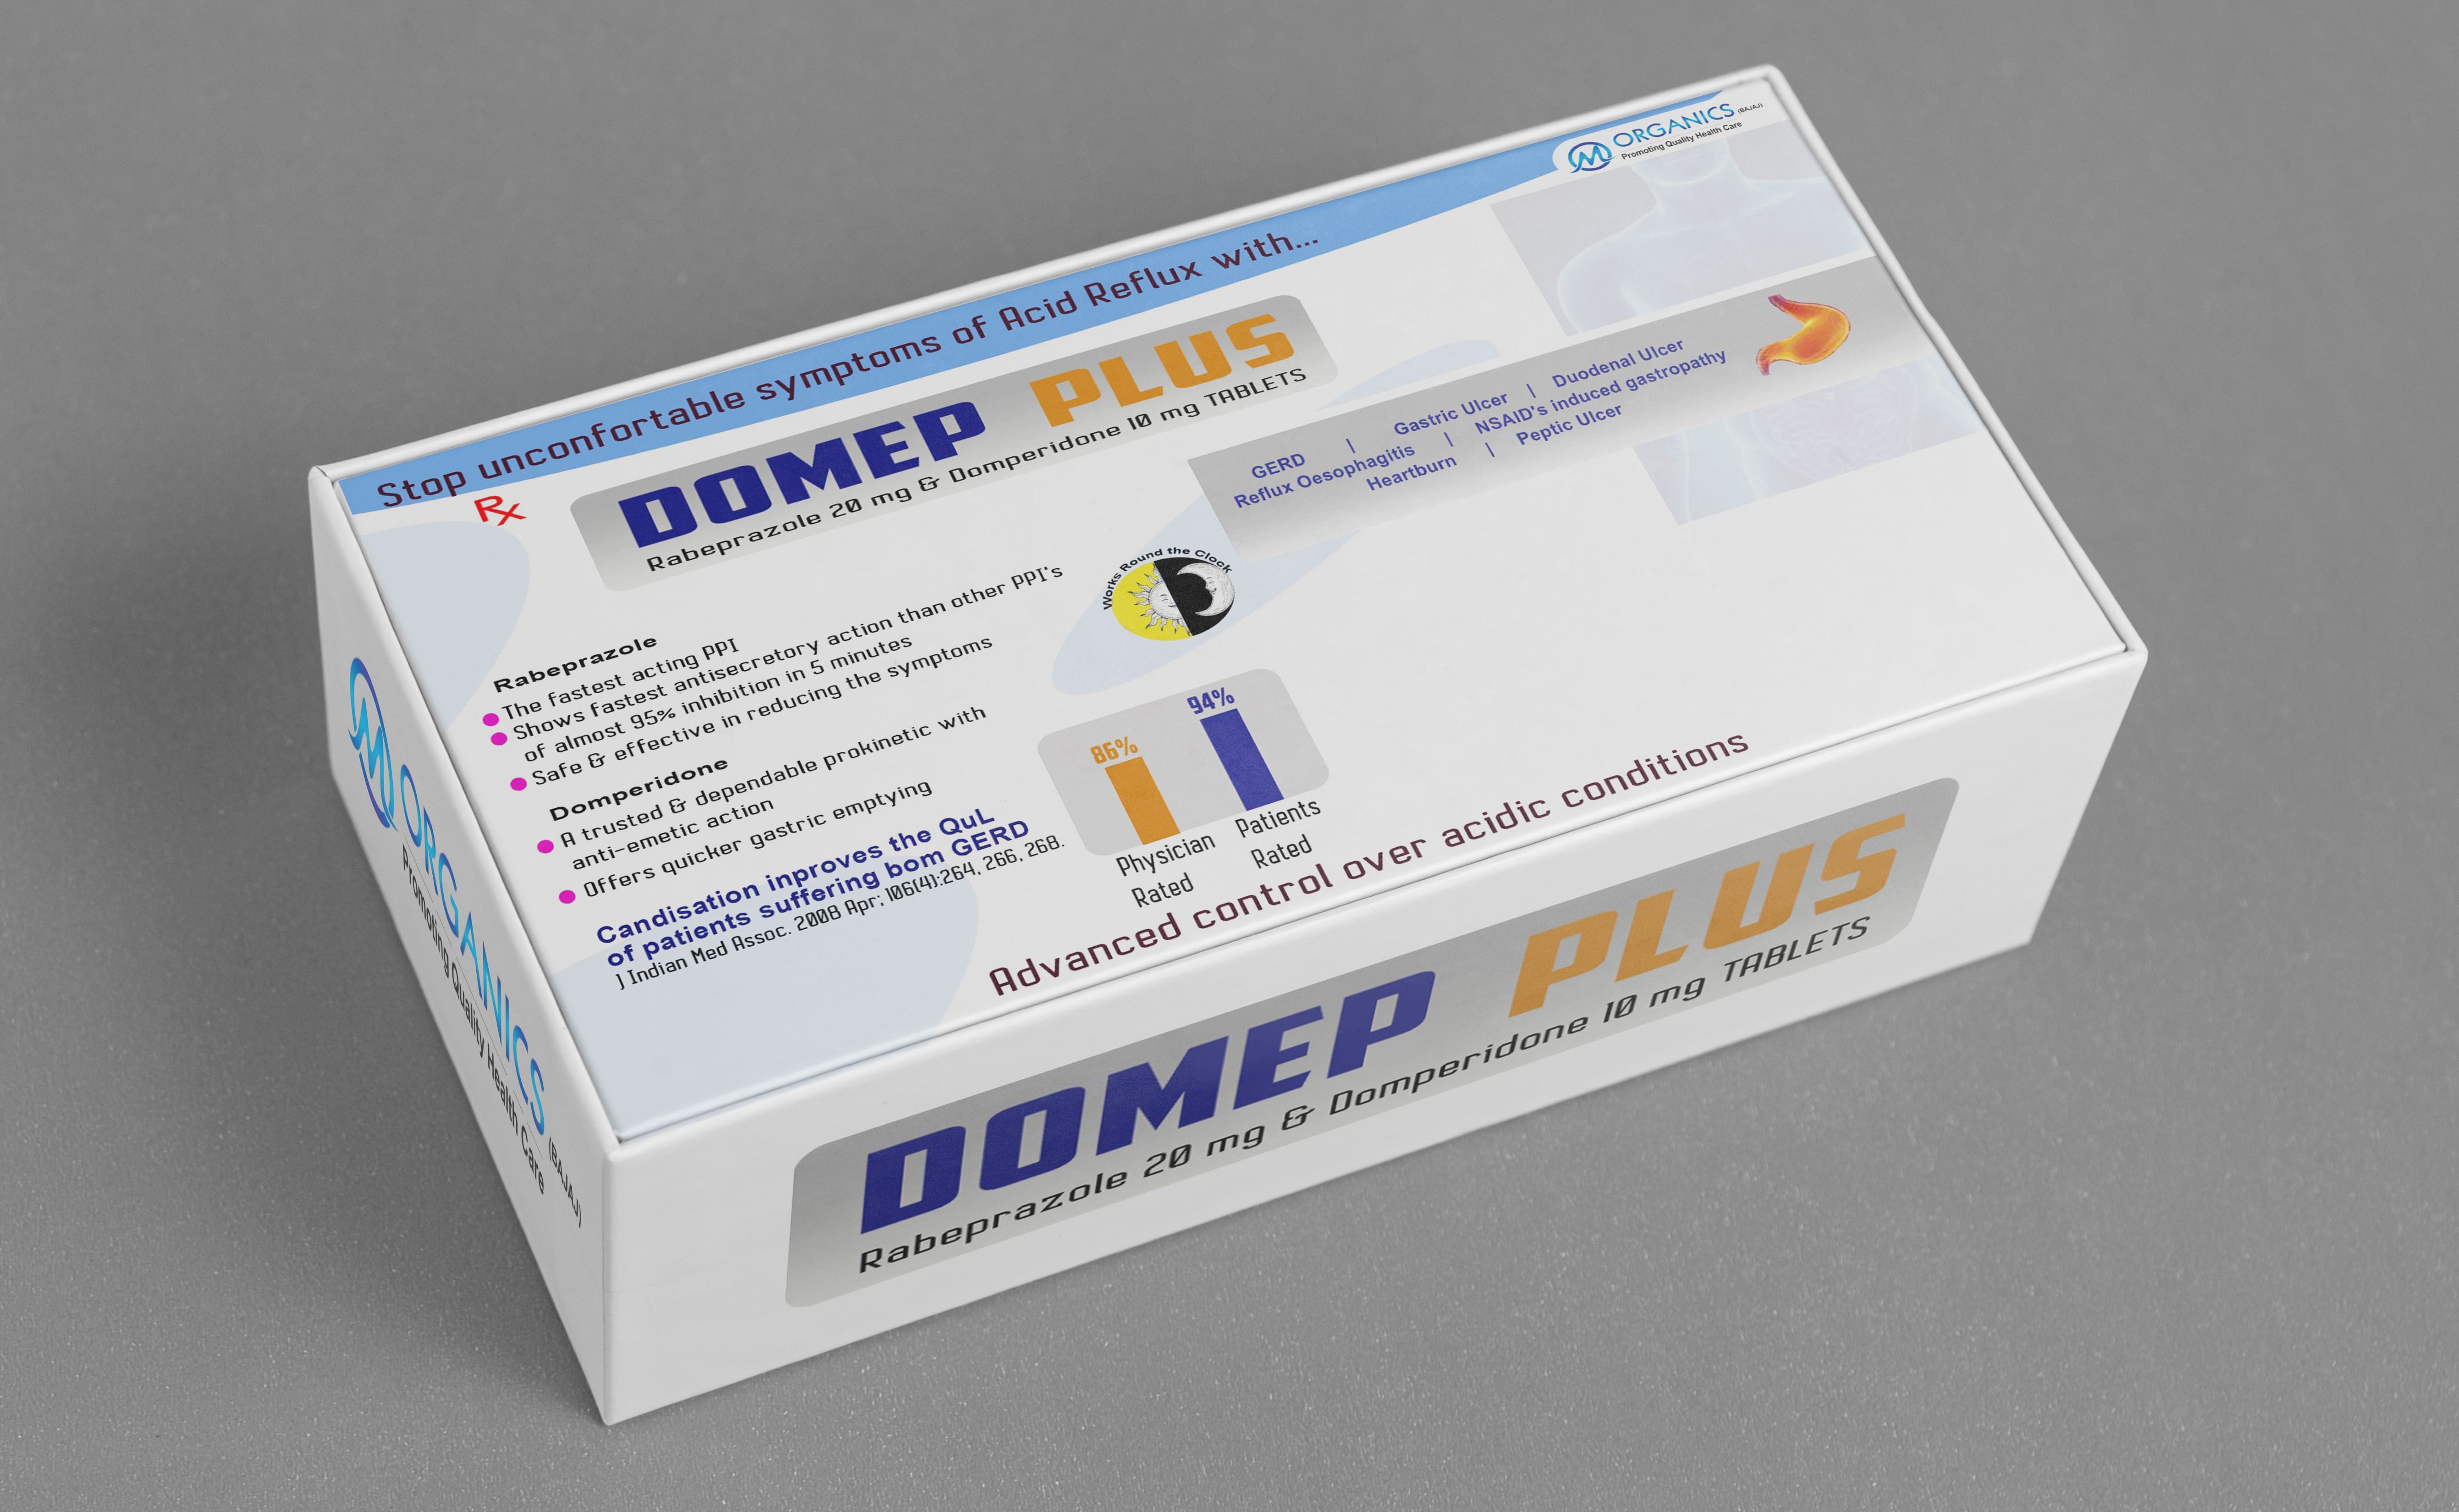 ORGANICS (BAJAJ)
Promoting Quality Health Care
Stop unconfortable symptoms of Acid Reflux with...
Rx
DOMEP PLUS
Rabeprazole 20 mg & Domperidone 10 mg TABLETS
GERD | Gastric Ulcer | Duodenal Ulcer
Reflux Oesophagitis | NSAID's induced gastropathy
Heartburn | Peptic Ulcer
Works Round the Clock
Rabeprazole
The fastest acting PPI
Shows fastest antisecretory action than other PPI's
of almost 95% inhibition in 5 minutes
Safe & effective in reducing the symptoms
Domperidone
A trusted & dependable prokinetic with
anti-emetic action
Offers quicker gastric emptying
Candisation inproves the QuL
of patients suffering bom GERD
J Indian Med Assoc. 2008 Apr; 106(4):264, 266, 268.
86%
94%
Physician
Rated
Patients
Rated
Advanced control over acidic conditions
DOMEP PLUS
Rabeprazole 20 mg & Domperidone 10 mg TABLETS
ORGANICS (BAJAJ)
Promoting Quality Health Care